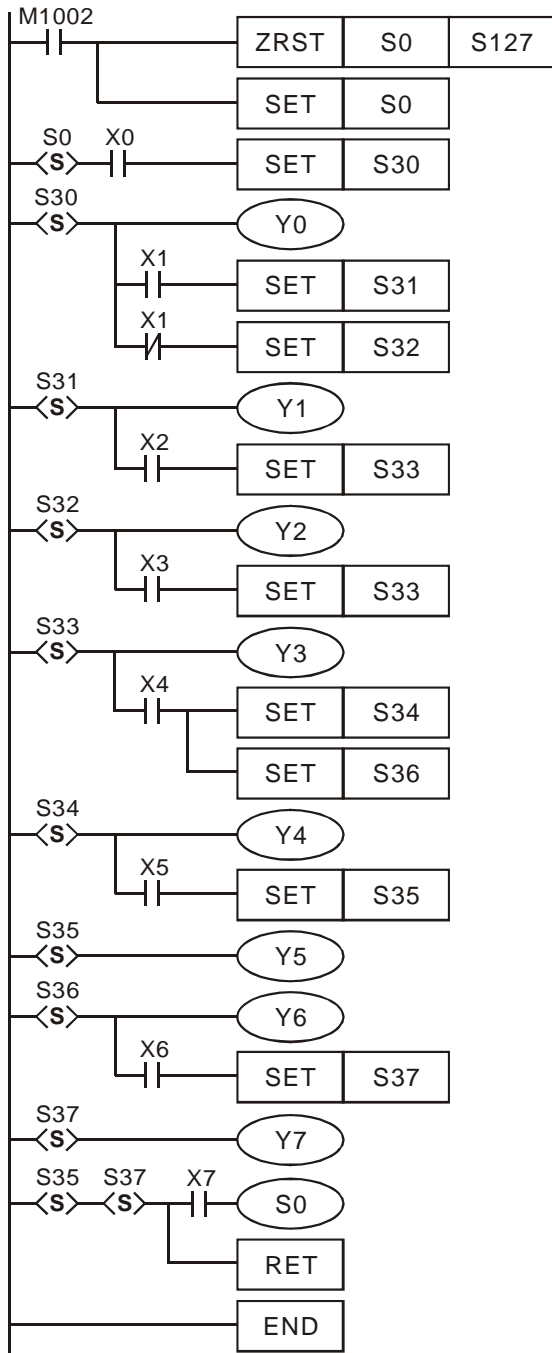 M1002
ZRST S0 S127
SET S0
S0 X0
S SET S30
S30
S Y0
X1
SET S31
X1
SET S32
S31
S Y1
X2
SET S33
S32
S Y2
X3
SET S33
S33
S Y3
X4
SET S34
SET S36
S34
S Y4
X5
SET S35
S35
S Y5
S36
S Y6
X6
SET S37
S37
S Y7
S35 S37 X7
S S S0
RET
END